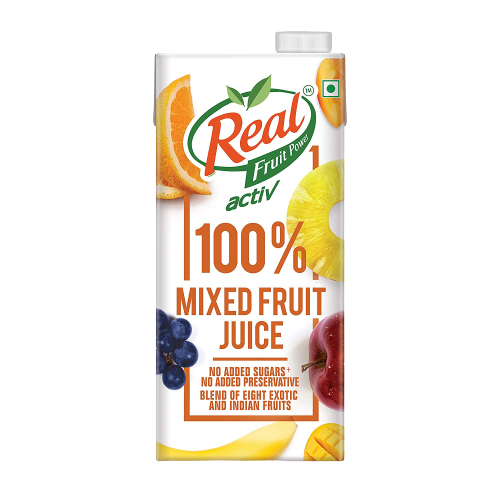 Real
TM
Fruit Power
activ
100%
MIXED FRUIT
JUICE
NO ADDED SUGARS+
NO ADDED PRESERVATIVE
BLEND OF EIGHT EXOTIC
AND INDIAN FRUITS